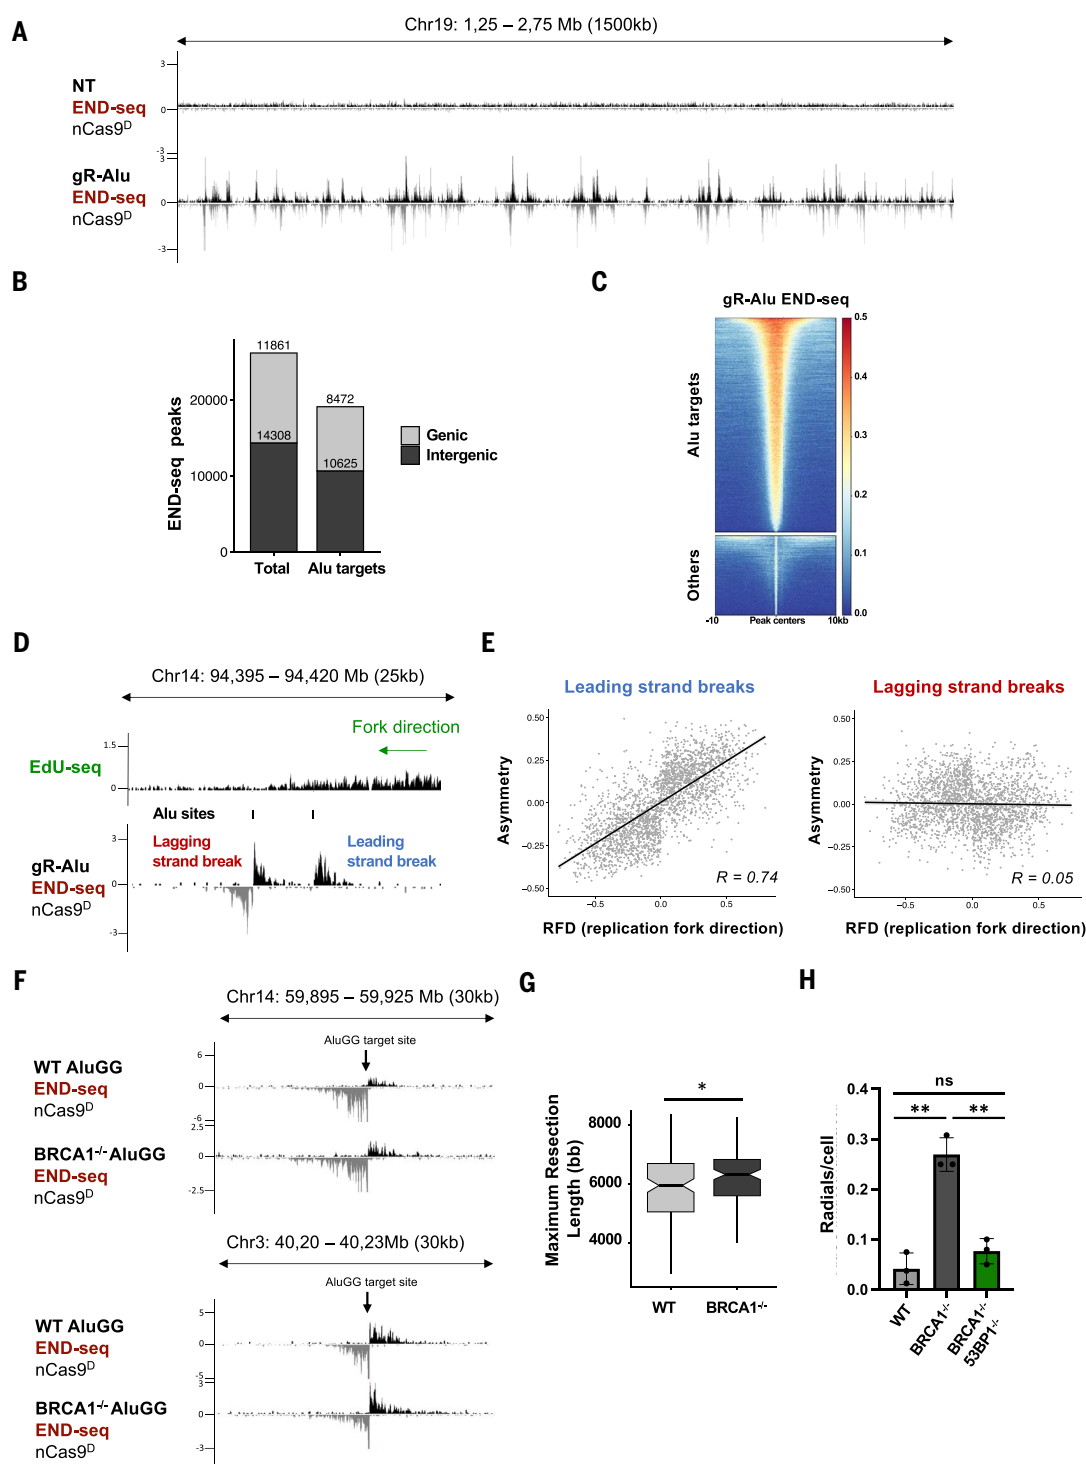 A
Chr19: 1,25 – 2,75 Mb (1500kb)
NT
END-seq
nCas9ᴰ
3
0
-3
gR-Alu
END-seq
nCas9ᴰ
3
0
-3
B
END-seq peaks
20000
10000
0
11861
14308
8472
10625
Total
Alu targets
Genic
Intergenic
C
gR-Alu END-seq
Alu targets
Others
-10
Peak centers
10kb
0.5
0.4
0.3
0.2
0.1
0.0
D
Chr14: 94,395 – 94,420 Mb (25kb)
Fork direction
EdU-seq
1.5
0
Alu sites
Lagging
strand break
Leading
strand break
gR-Alu
END-seq
nCas9ᴰ
3
0
-3
E
Leading strand breaks
Asymmetry
0.50
0.25
0.00
−0.25
−0.50
R = 0.74
−0.5
0.0
0.5
RFD (replication fork direction)
Lagging strand breaks
Asymmetry
0.50
0.25
0.00
−0.25
−0.50
R = 0.05
−0.5
0.0
0.5
RFD (replication fork direction)
F
Chr14: 59,895 – 59,925 Mb (30kb)
AluGG target site
WT AluGG
END-seq
nCas9ᴰ
6
0
-6
BRCA1⁻/⁻ AluGG
END-seq
nCas9ᴰ
2.5
0
-2.5
Chr3: 40,20 – 40,23Mb (30kb)
AluGG target site
WT AluGG
END-seq
nCas9ᴰ
5
0
-5
BRCA1⁻/⁻ AluGG
END-seq
nCas9ᴰ
3
0
-3
G
Maximum Resection
Length (bb)
8000
6000
4000
*
WT
BRCA1⁻/⁻
H
Radials/cell
0.4
0.3
0.2
0.1
0.0
ns
**
**
WT
BRCA1⁻/⁻
BRCA1⁻/⁻
53BP1⁻/⁻